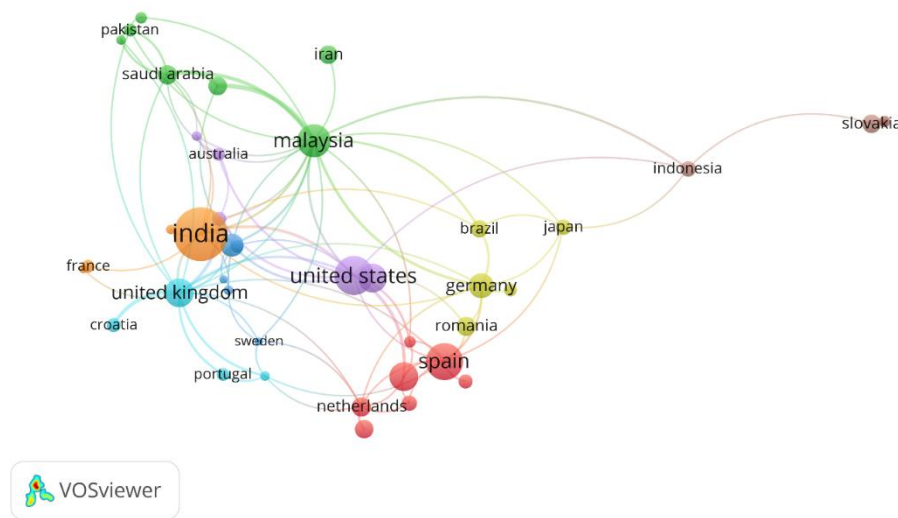 pakistan
iran
saudi arabia
malaysia
slovakia
australia
indonesia
india
brazil
japan
france
united states
germany
united kingdom
croatia
romania
sweden
spain
portugal
netherlands
VOSviewer